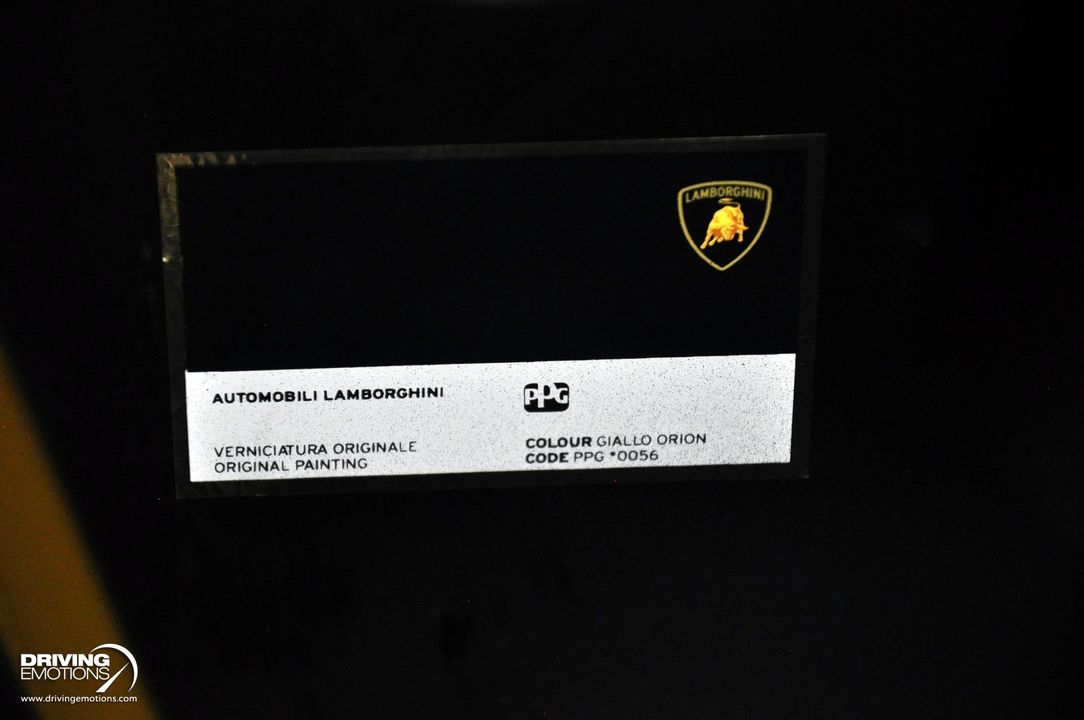 LAMBORGHINI
AUTOMOBILI LAMBORGHINI
PPG
VERNICIATURA ORIGINALE
ORIGINAL PAINTING
COLOUR GIALLO ORION
CODE PPG *0056
DRIVING
EMOTIONS
www.drivingemotions.com